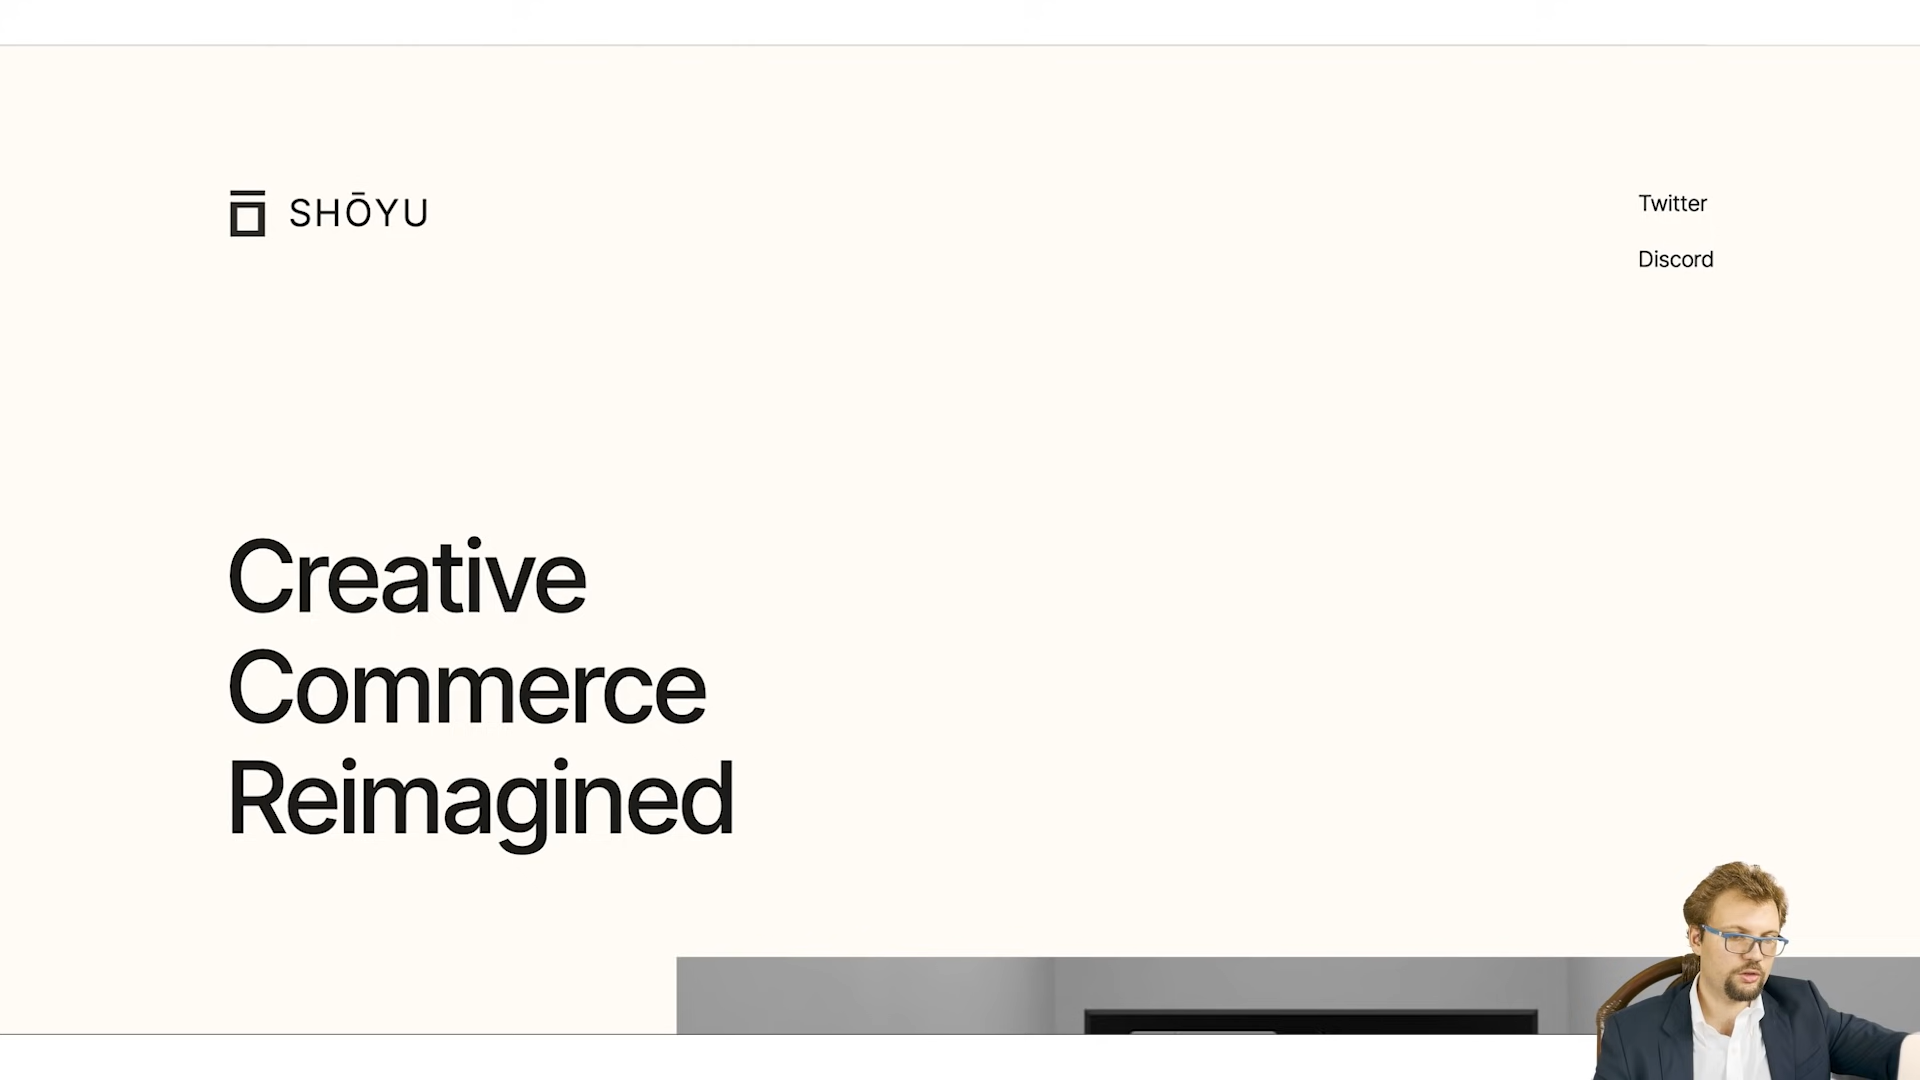 SHŌYU
Twitter
Discord
Creative
Commerce
Reimagined